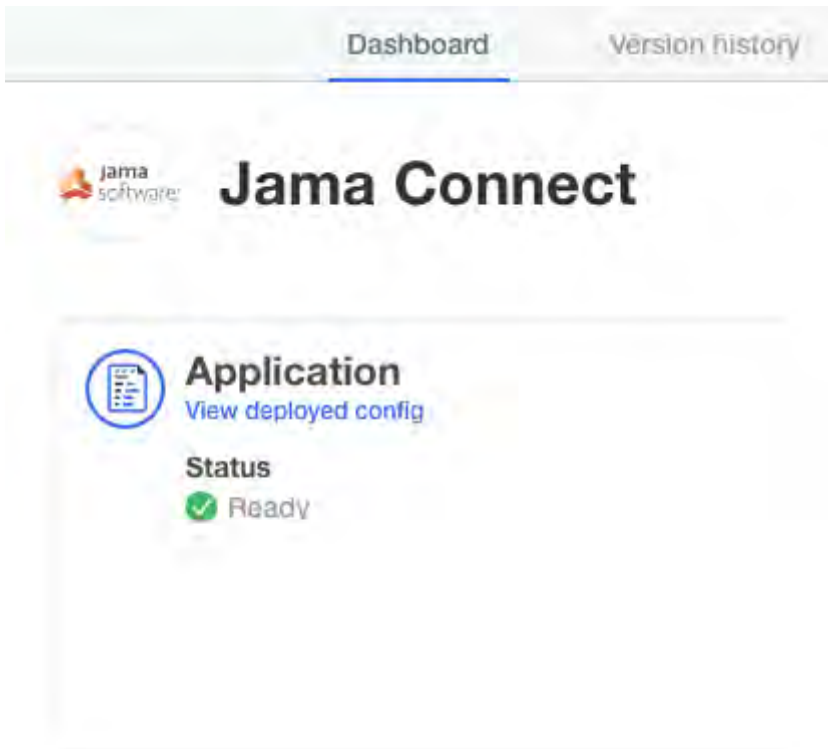 Dashboard Version history
jama
software
Jama Connect
Application
View deployed config
Status
Ready